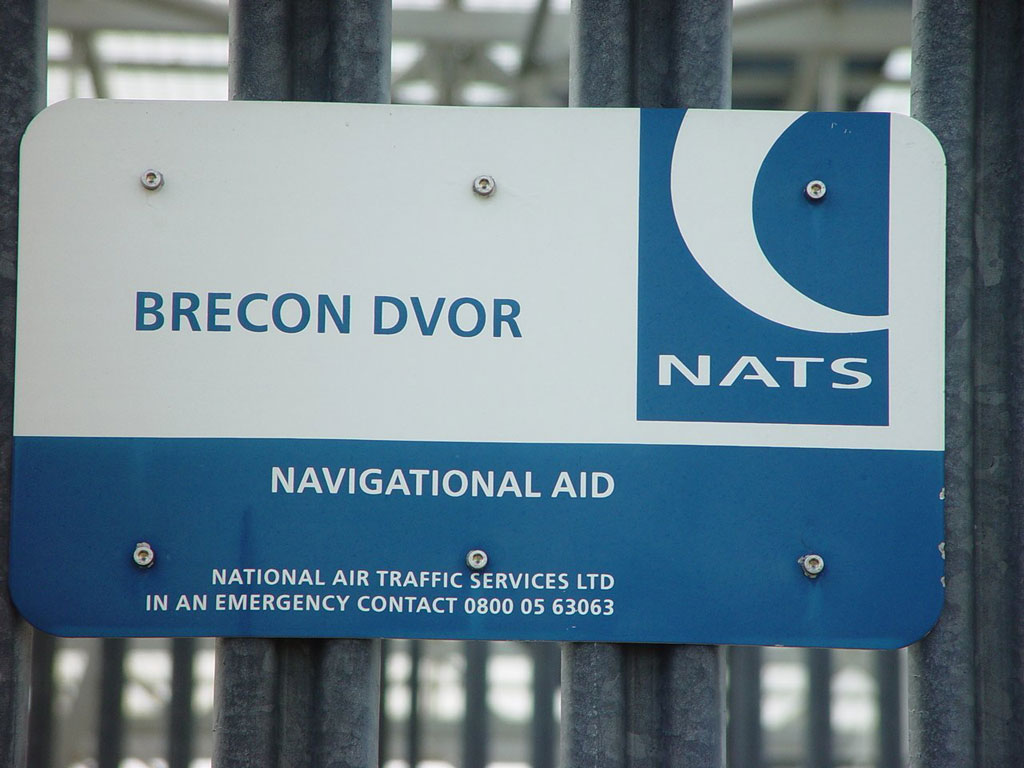 BRECON DVOR
NATS
NAVIGATIONAL AID
NATIONAL AIR TRAFFIC SERVICES LTD
IN AN EMERGENCY CONTACT 0800 05 63063